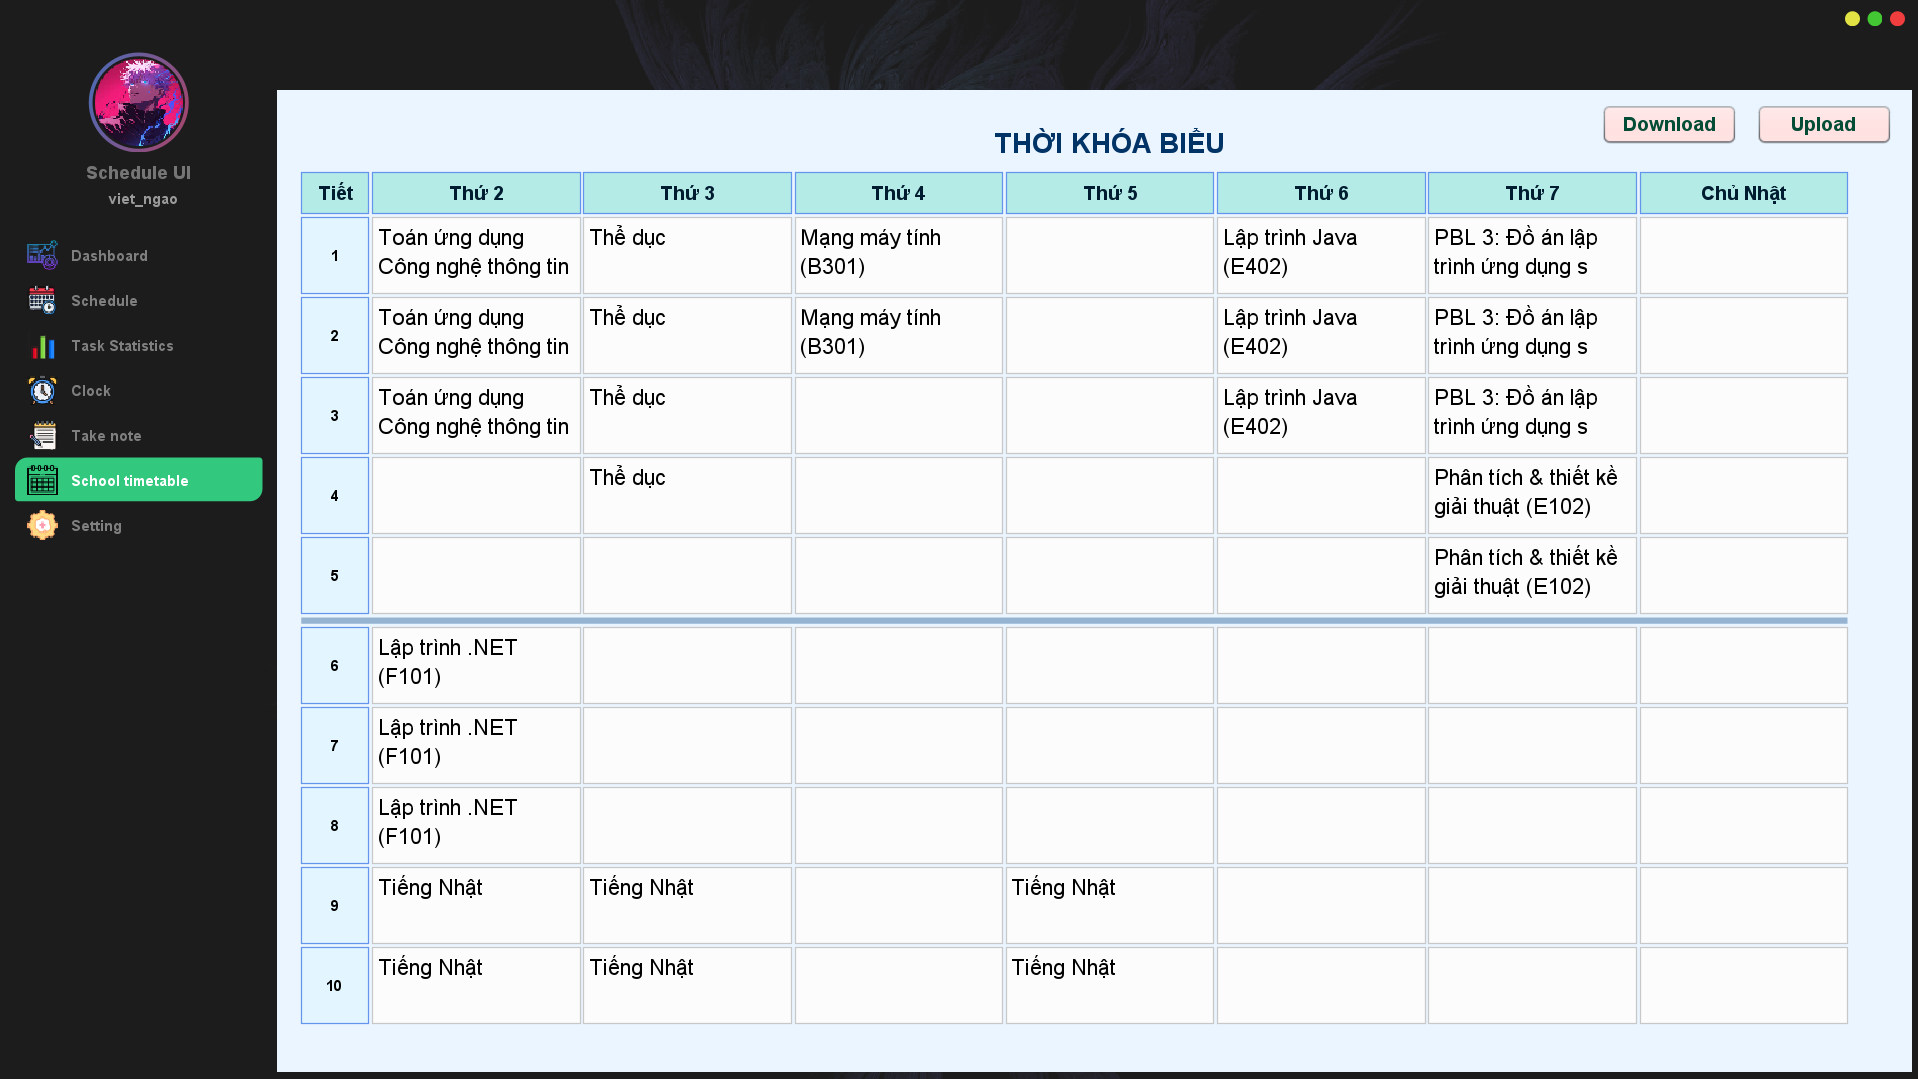 Schedule UI
viet_ngao
Dashboard
Schedule
Task Statistics
Clock
Take note
School timetable
Setting
Download
Upload
THỜI KHÓA BIỂU
Tiết
Thứ 2
Thứ 3
Thứ 4
Thứ 5
Thứ 6
Thứ 7
Chủ Nhật
1
Toán ứng dụng
Công nghệ thông tin
Thể dục
Mạng máy tính
(B301)
Lập trình Java
(E402)
PBL 3: Đồ án lập
trình ứng dụng s
2
Toán ứng dụng
Công nghệ thông tin
Thể dục
Mạng máy tính
(B301)
Lập trình Java
(E402)
PBL 3: Đồ án lập
trình ứng dụng s
3
Toán ứng dụng
Công nghệ thông tin
Thể dục
Lập trình Java
(E402)
PBL 3: Đồ án lập
trình ứng dụng s
4
Thể dục
Phân tích & thiết kề
giải thuật (E102)
5
Phân tích & thiết kề
giải thuật (E102)
6
Lập trình .NET
(F101)
7
Lập trình .NET
(F101)
8
Lập trình .NET
(F101)
9
Tiếng Nhật
Tiếng Nhật
Tiếng Nhật
10
Tiếng Nhật
Tiếng Nhật
Tiếng Nhật